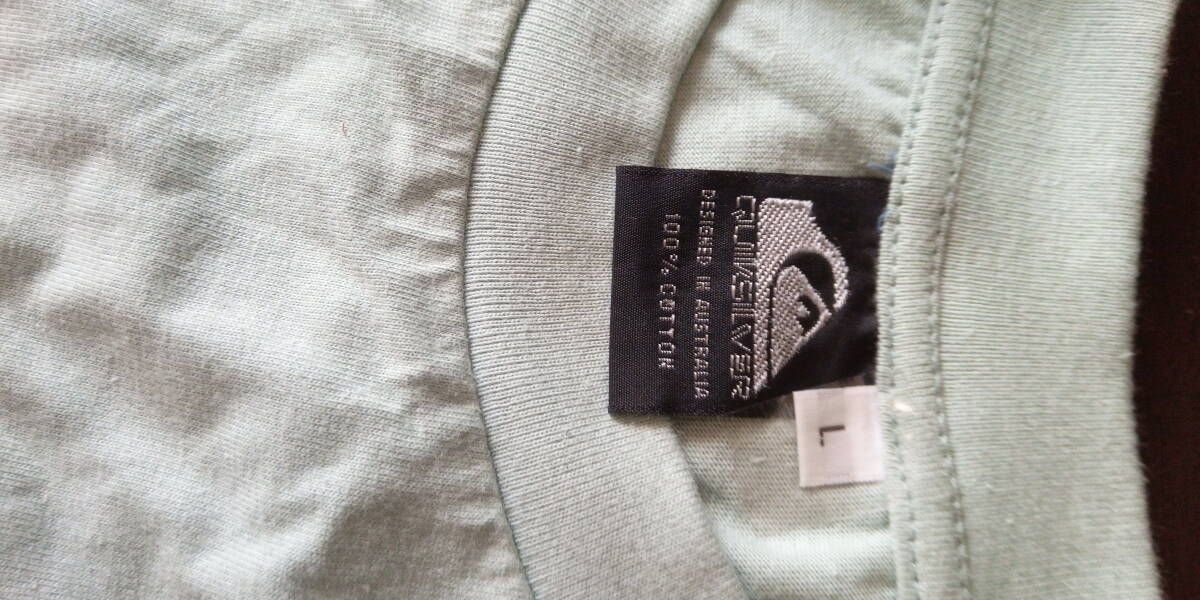 QUIKSILVER
DESIGNED IN AUSTRALIA
100% COTTON
L